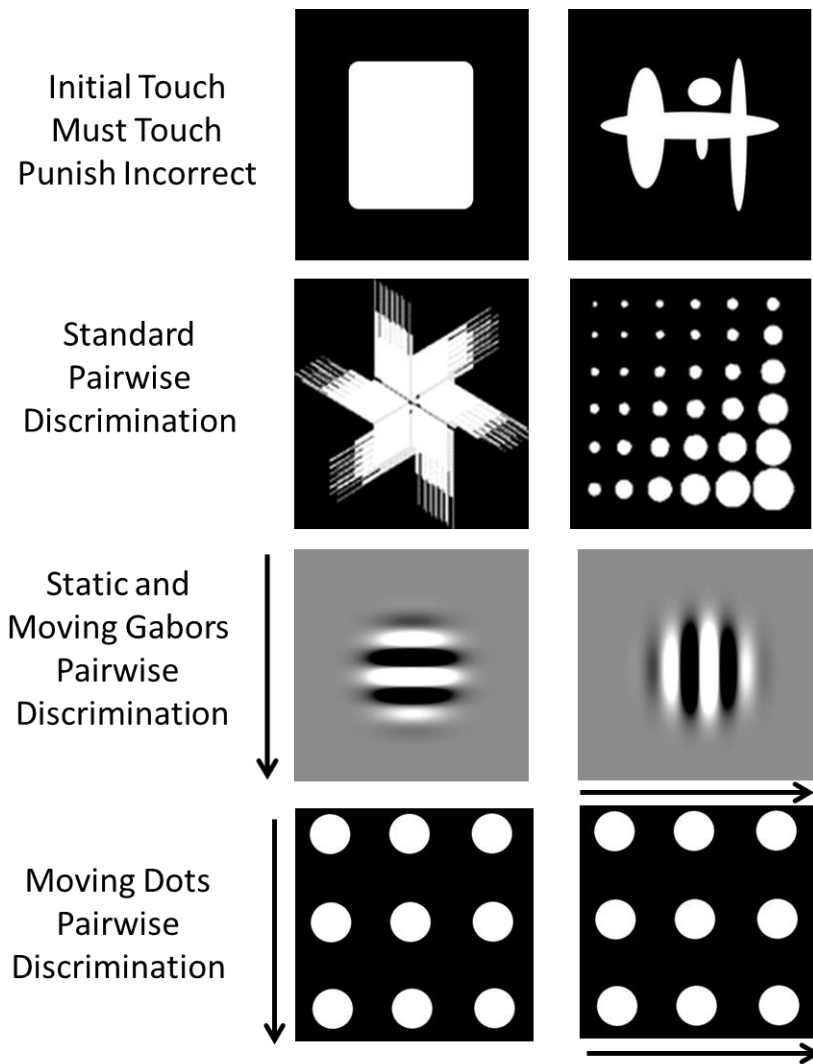 Initial Touch
Must Touch
Punish Incorrect
Standard
Pairwise
Discrimination
Static and
Moving Gabors
Pairwise
Discrimination
Moving Dots
Pairwise
Discrimination